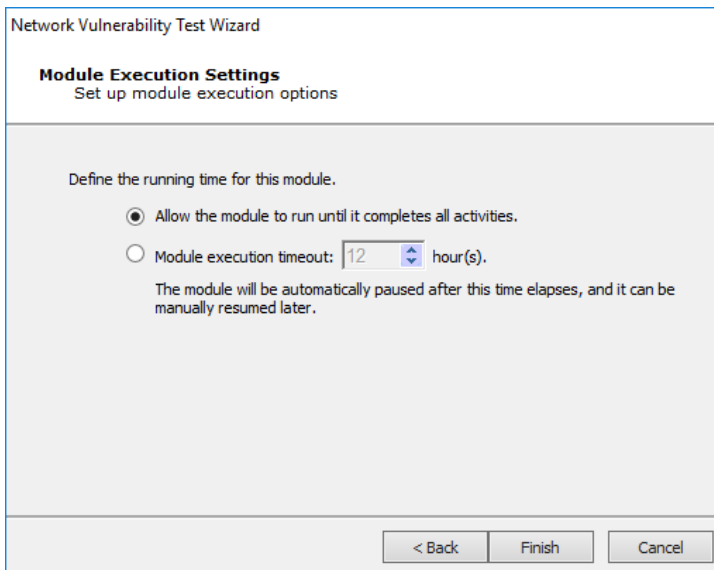 Network Vulnerability Test Wizard
Module Execution Settings
Set up module execution options
Define the running time for this module.
Allow the module to run until it completes all activities.
Module execution timeout: 12 hour(s).
The module will be automatically paused after this time elapses, and it can be
manually resumed later.
< Back Finish Cancel